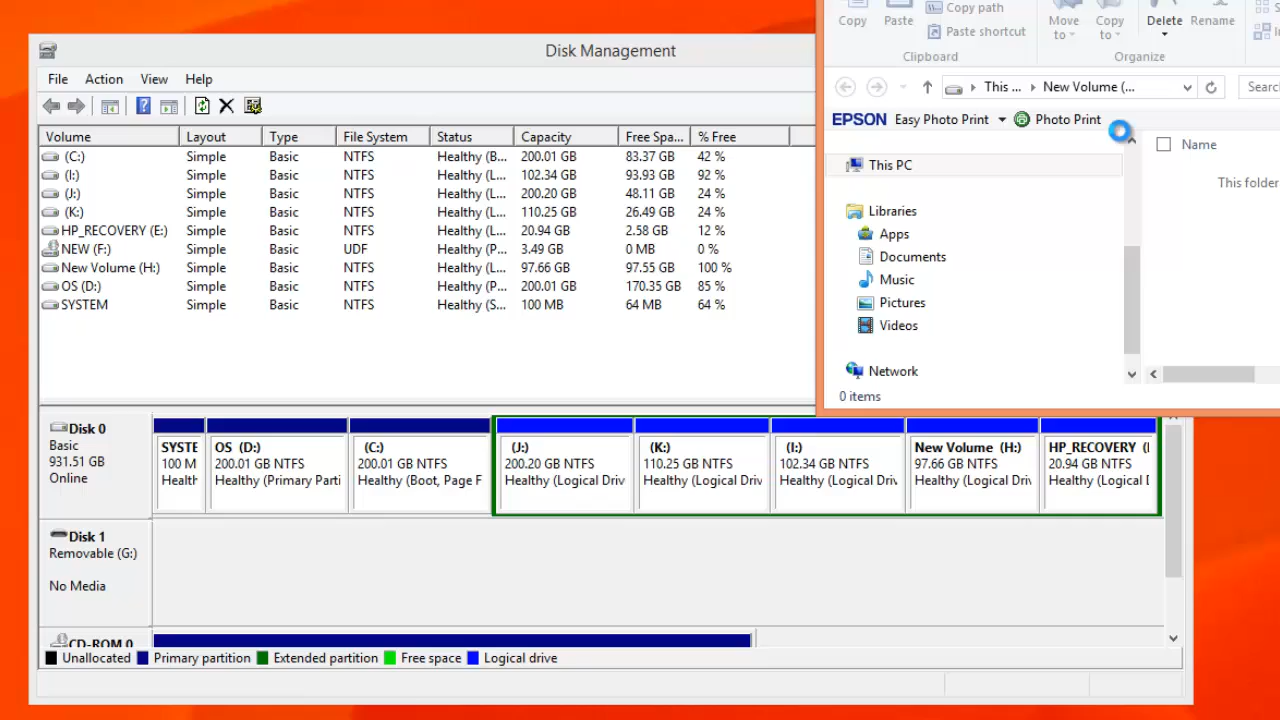 Disk Management
File Action View Help
Volume Layout Type File System Status Capacity Free Spa... % Free
(C:) Simple Basic NTFS Healthy (B... 200.01 GB 83.37 GB 42 %
(I:) Simple Basic NTFS Healthy (L... 102.34 GB 93.93 GB 92 %
(J:) Simple Basic NTFS Healthy (L... 200.20 GB 48.11 GB 24 %
(K:) Simple Basic NTFS Healthy (L... 110.25 GB 26.49 GB 24 %
HP_RECOVERY (E:) Simple Basic NTFS Healthy (L... 20.94 GB 2.58 GB 12 %
NEW (F:) Simple Basic UDF Healthy (P... 3.49 GB 0 MB 0 %
New Volume (H:) Simple Basic NTFS Healthy (L... 97.66 GB 97.55 GB 100 %
OS (D:) Simple Basic NTFS Healthy (P... 200.01 GB 170.35 GB 85 %
SYSTEM Simple Basic NTFS Healthy (S... 100 MB 64 MB 64 %
Copy Paste Copy path Move to Copy to Delete Rename
Paste shortcut
Clipboard Organize
This ... New Volume (... Search
EPSON Easy Photo Print Photo Print
This PC
Libraries
Apps
Documents
Music
Pictures
Videos
Network
0 items
Name
This folder
Disk 0
Basic
931.51 GB
Online
SYSTE
100 M
Health
OS (D:)
200.01 GB NTFS
Healthy (Primary Parti
(C:)
200.01 GB NTFS
Healthy (Boot, Page F
(J:)
200.20 GB NTFS
Healthy (Logical Driv
(K:)
110.25 GB NTFS
Healthy (Logical Driv
(I:)
102.34 GB NTFS
Healthy (Logical Driv
New Volume (H:)
97.66 GB NTFS
Healthy (Logical Driv
HP_RECOVERY (
20.94 GB NTFS
Healthy (Logical D
Disk 1
Removable (G:)
No Media
CD-ROM 0
Unallocated Primary partition Extended partition Free space Logical drive